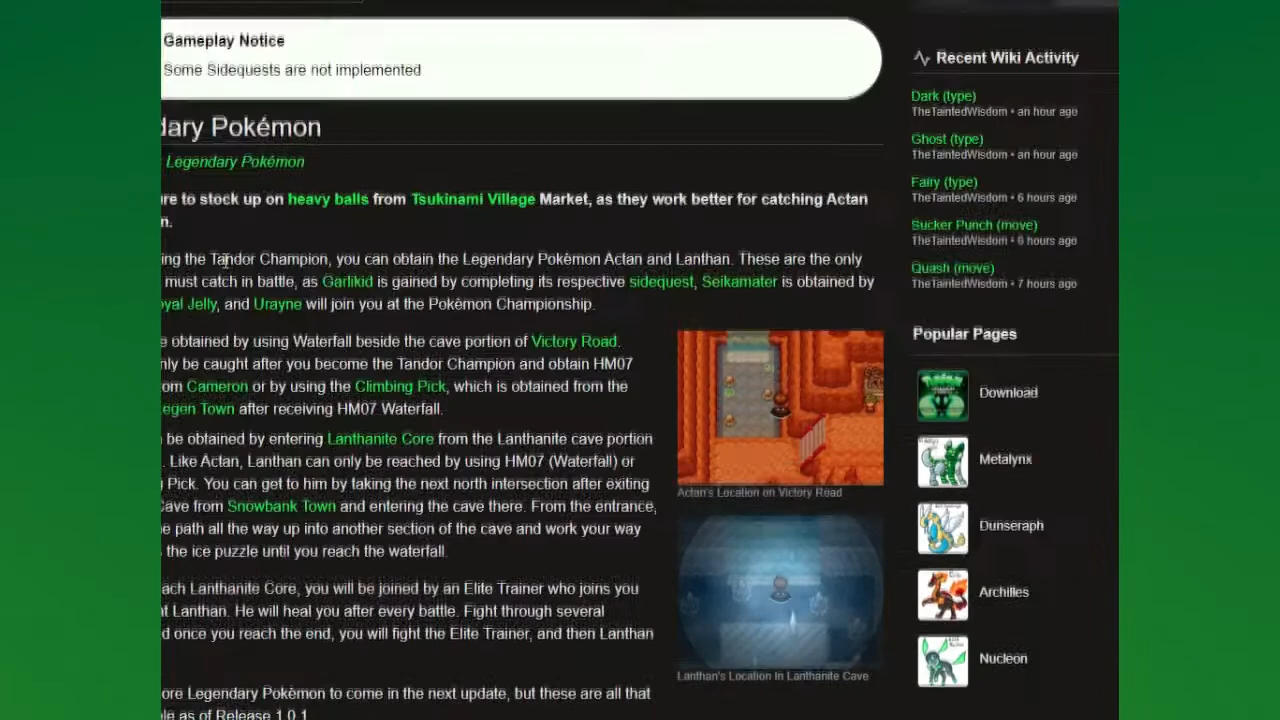 Gameplay Notice
Some Sidequests are not implemented
dary Pokémon
Legendary Pokémon
re to stock up on heavy balls from Tsukinami Village Market, as they work better for catching Actan
n.
ing the Tandor Champion, you can obtain the Legendary Pokémon Actan and Lanthan. These are the only
must catch in battle, as Garlikid is gained by completing its respective sidequest, Seikamater is obtained by
yal Jelly, and Urayne will join you at the Pokémon Championship.
e obtained by using Waterfall beside the cave portion of Victory Road.
nly be caught after you become the Tandor Champion and obtain HM07
om Cameron or by using the Climbing Pick, which is obtained from the
egen Town after receiving HM07 Waterfall.
be obtained by entering Lanthanite Core from the Lanthanite cave portion
. Like Actan, Lanthan can only be reached by using HM07 (Waterfall) or
Pick. You can get to him by taking the next north intersection after exiting
Cave from Snowbank Town and entering the cave there. From the entrance,
e path all the way up into another section of the cave and work your way
the ice puzzle until you reach the waterfall.
ach Lanthanite Core, you will be joined by an Elite Trainer who joins you
t Lanthan. He will heal you after every battle. Fight through several
d once you reach the end, you will fight the Elite Trainer, and then Lanthan
ore Legendary Pokémon to come in the next update, but these are all that
le as of Release 1.0.1
Actan's Location on Victory Road
Lanthan's Location In Lanthanite Cave
Recent Wiki Activity
Dark (type)
TheTaintedWisdom • an hour ago
Ghost (type)
TheTaintedWisdom • an hour ago
Fairy (type)
TheTaintedWisdom • 6 hours ago
Sucker Punch (move)
TheTaintedWisdom • 6 hours ago
Quash (move)
TheTaintedWisdom • 7 hours ago
Popular Pages
Download
Metalynx
Dunseraph
Archilles
Nucleon